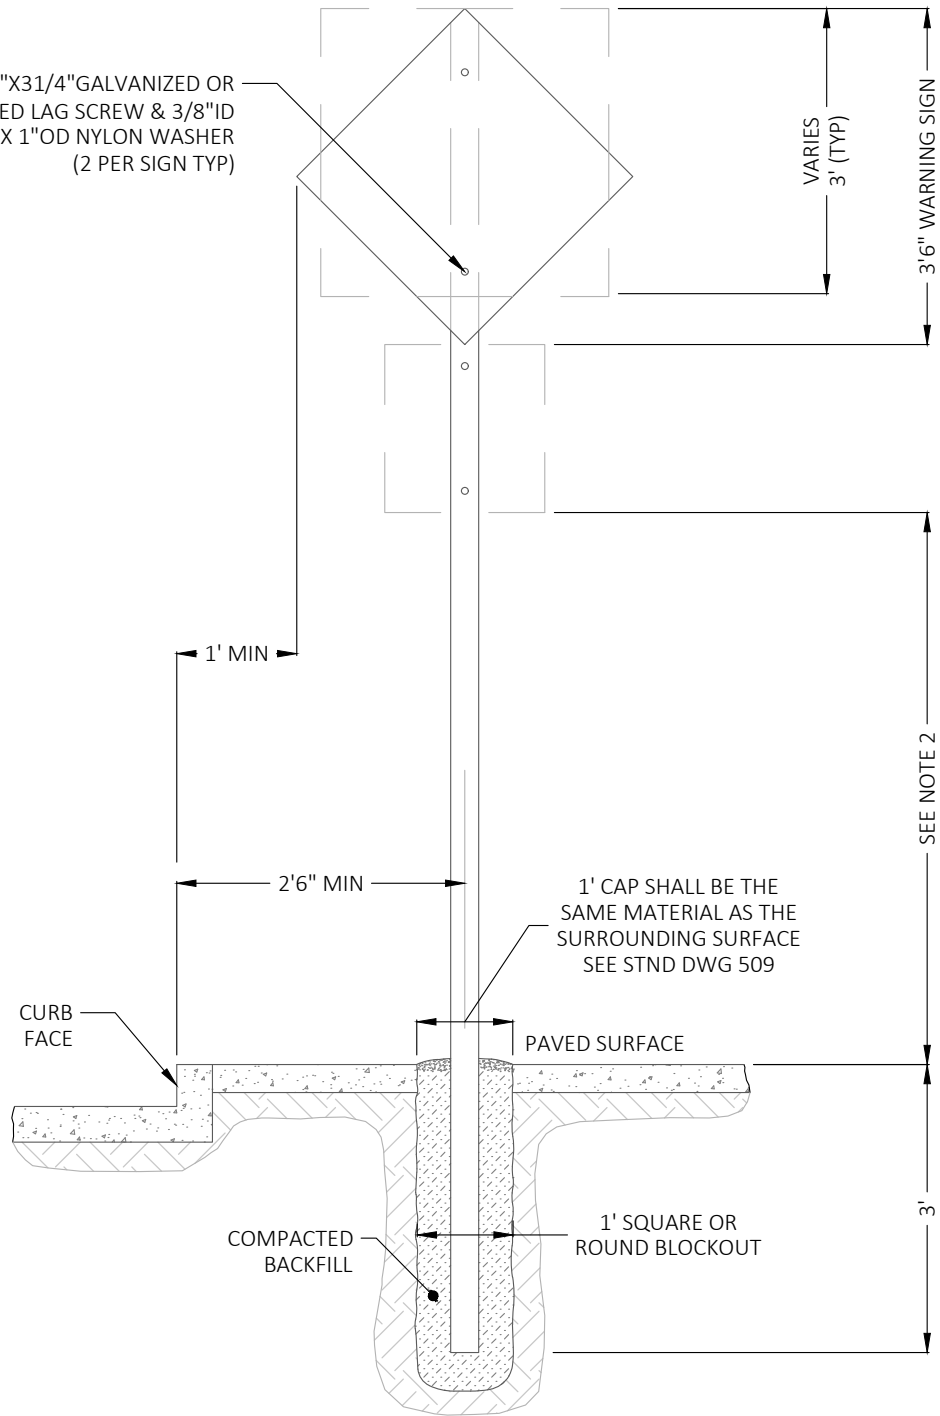 "X31/4"GALVANIZED OR
ED LAG SCREW & 3/8"ID
X 1"OD NYLON WASHER
(2 PER SIGN TYP)
VARIES
3' (TYP)
3'6" WARNING SIGN
1' MIN
SEE NOTE 2
2'6" MIN
1' CAP SHALL BE THE
SAME MATERIAL AS THE
SURROUNDING SURFACE
SEE STND DWG 509
CURB
FACE
PAVED SURFACE
3'
COMPACTED
BACKFILL
1' SQUARE OR
ROUND BLOCKOUT